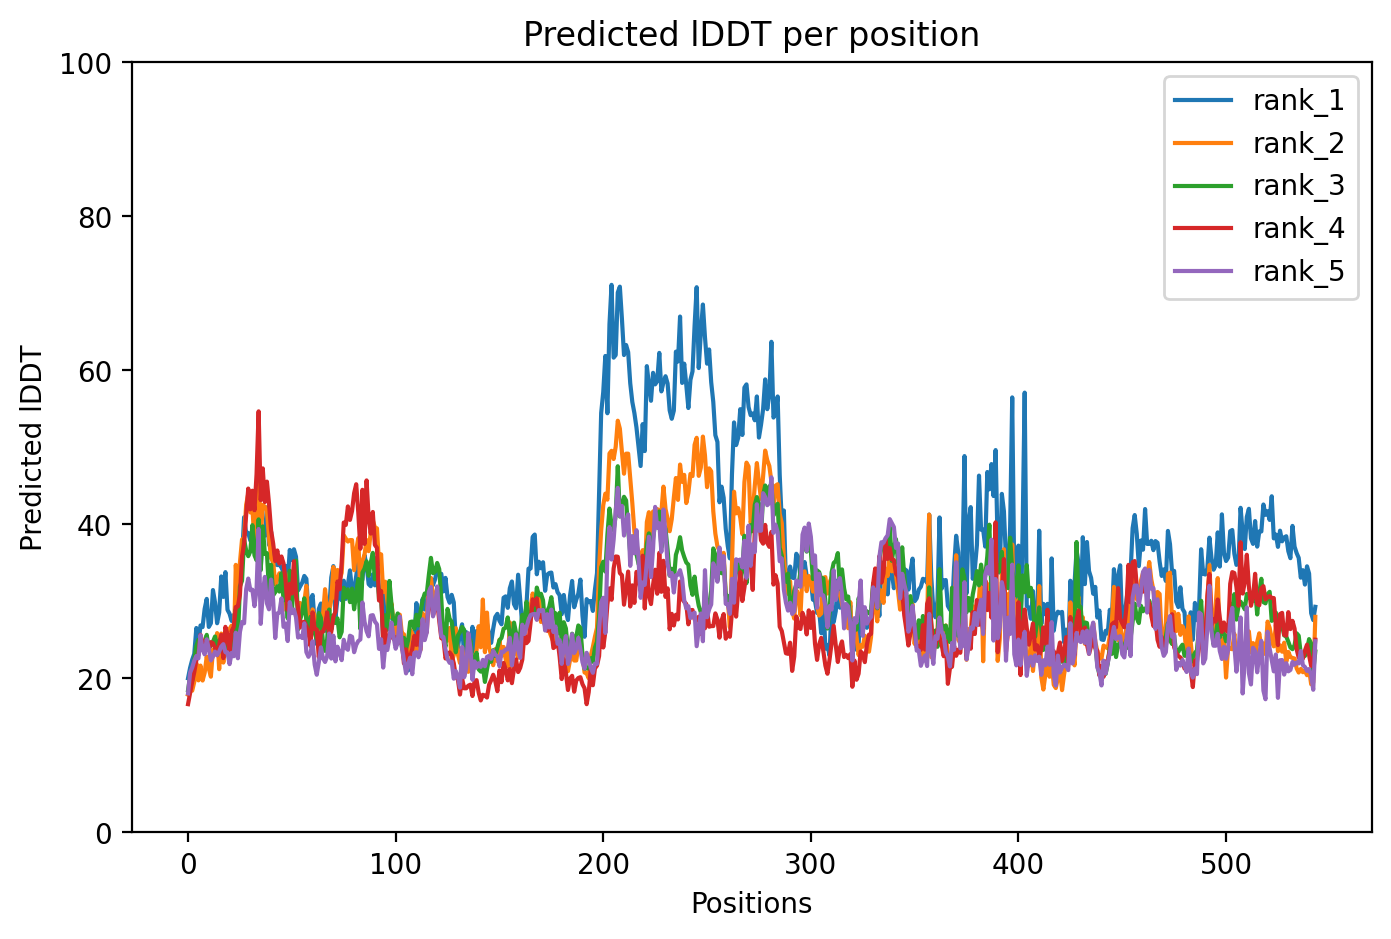 Predicted lDDT per position
Predicted lDDT
100
80
60
40
20
0
rank_1
rank_2
rank_3
rank_4
rank_5
0 100 200 300 400 500
Positions